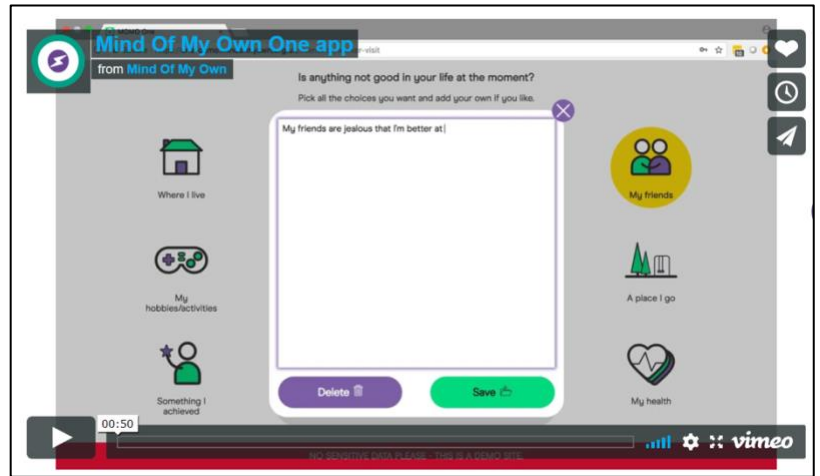 MOMO One
Mind Of My Own One app
from Mind Of My Own
r-visit
Is anything not good in your life at the moment?
Pick all the choices you want and add your own if you like.
My friends are jealous that I'm better at
Where I live
My friends
My
hobbies/activities
A place I go
Something I
achieved
My health
Delete
Save
00:50
vimeo
NO SENSITIVE DATA PLEASE - THIS IS A DEMO SITE.